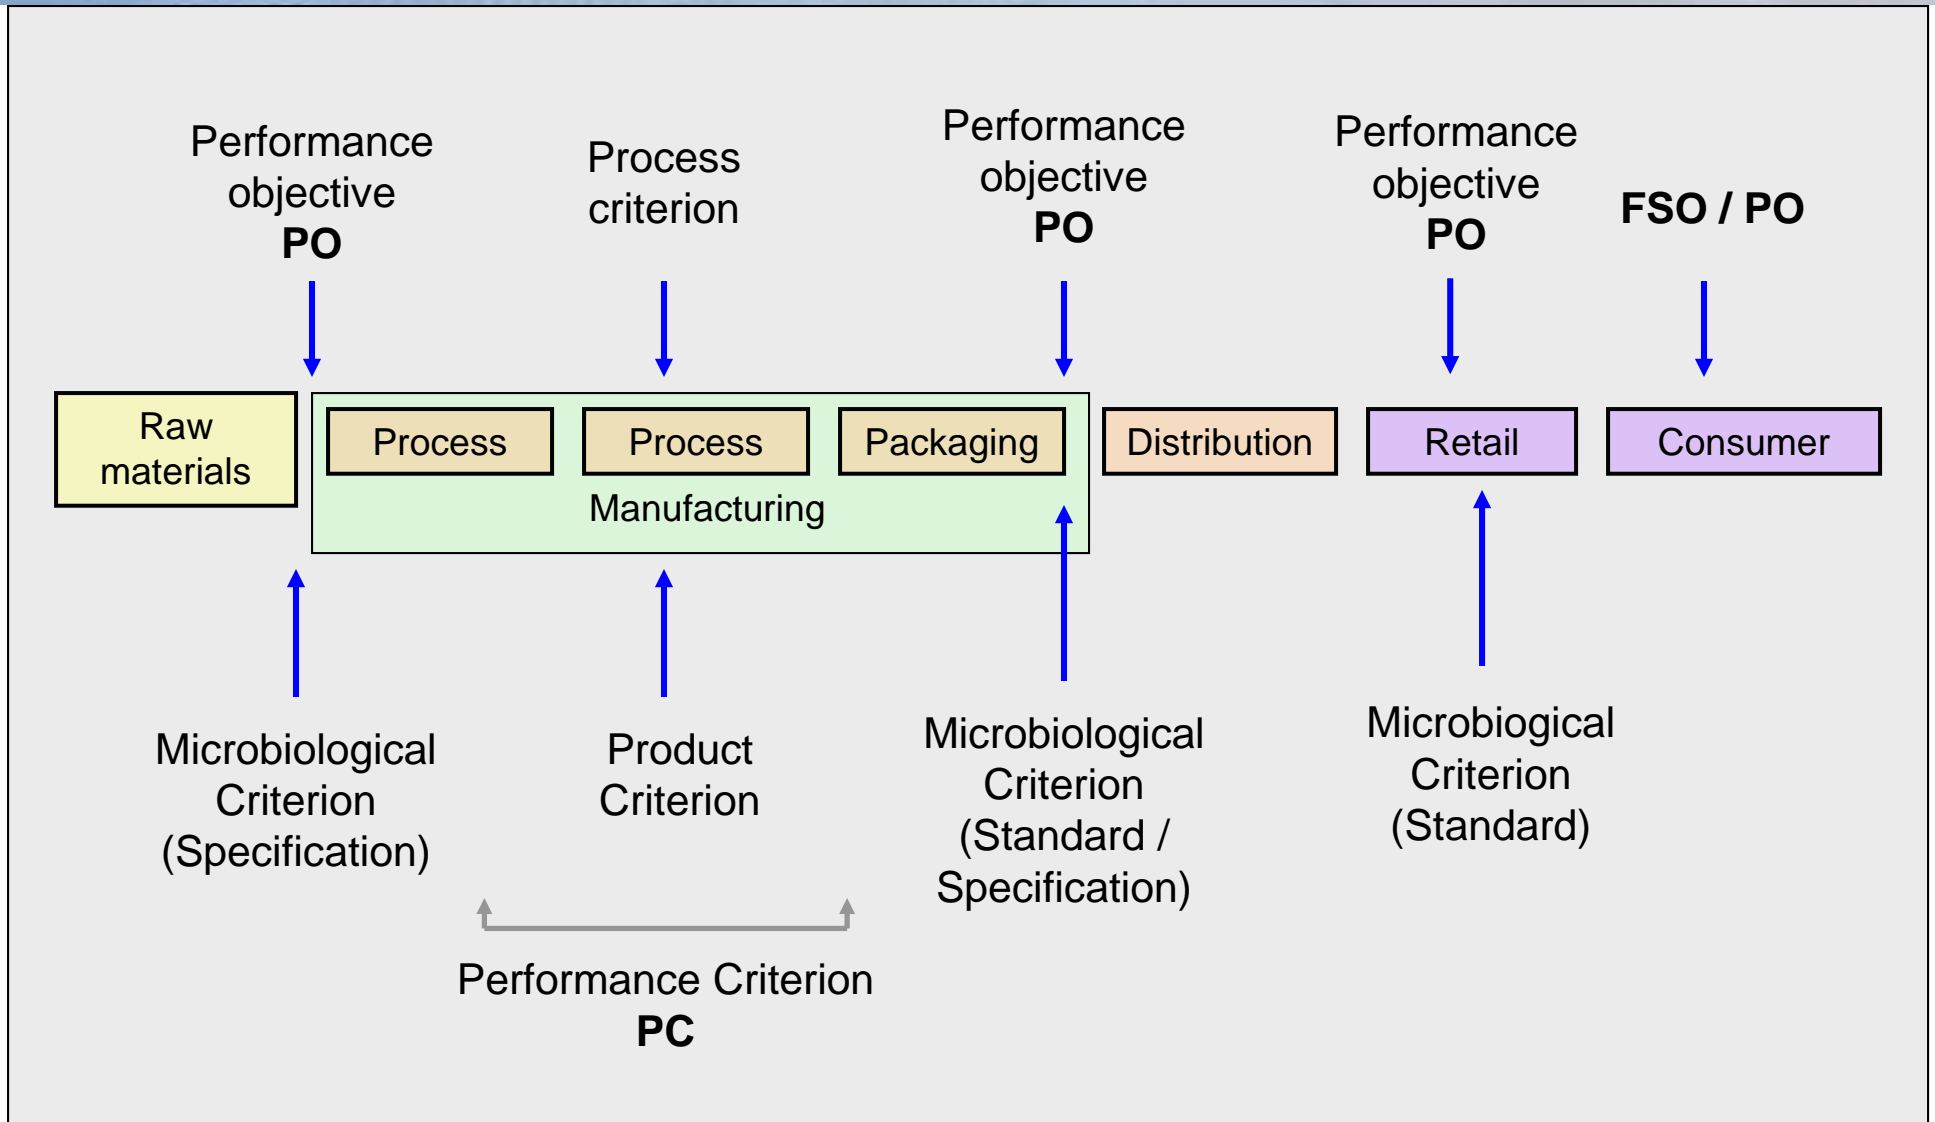 Performance
objective
PO
Process
criterion
Performance
objective
PO
Performance
objective
PO
FSO / PO
Raw
materials
Process
Process
Packaging
Manufacturing
Distribution
Retail
Consumer
Microbiological
Criterion
(Specification)
Product
Criterion
Microbiological
Criterion
(Standard /
Specification)
Microbiogical
Criterion
(Standard)
Performance Criterion
PC